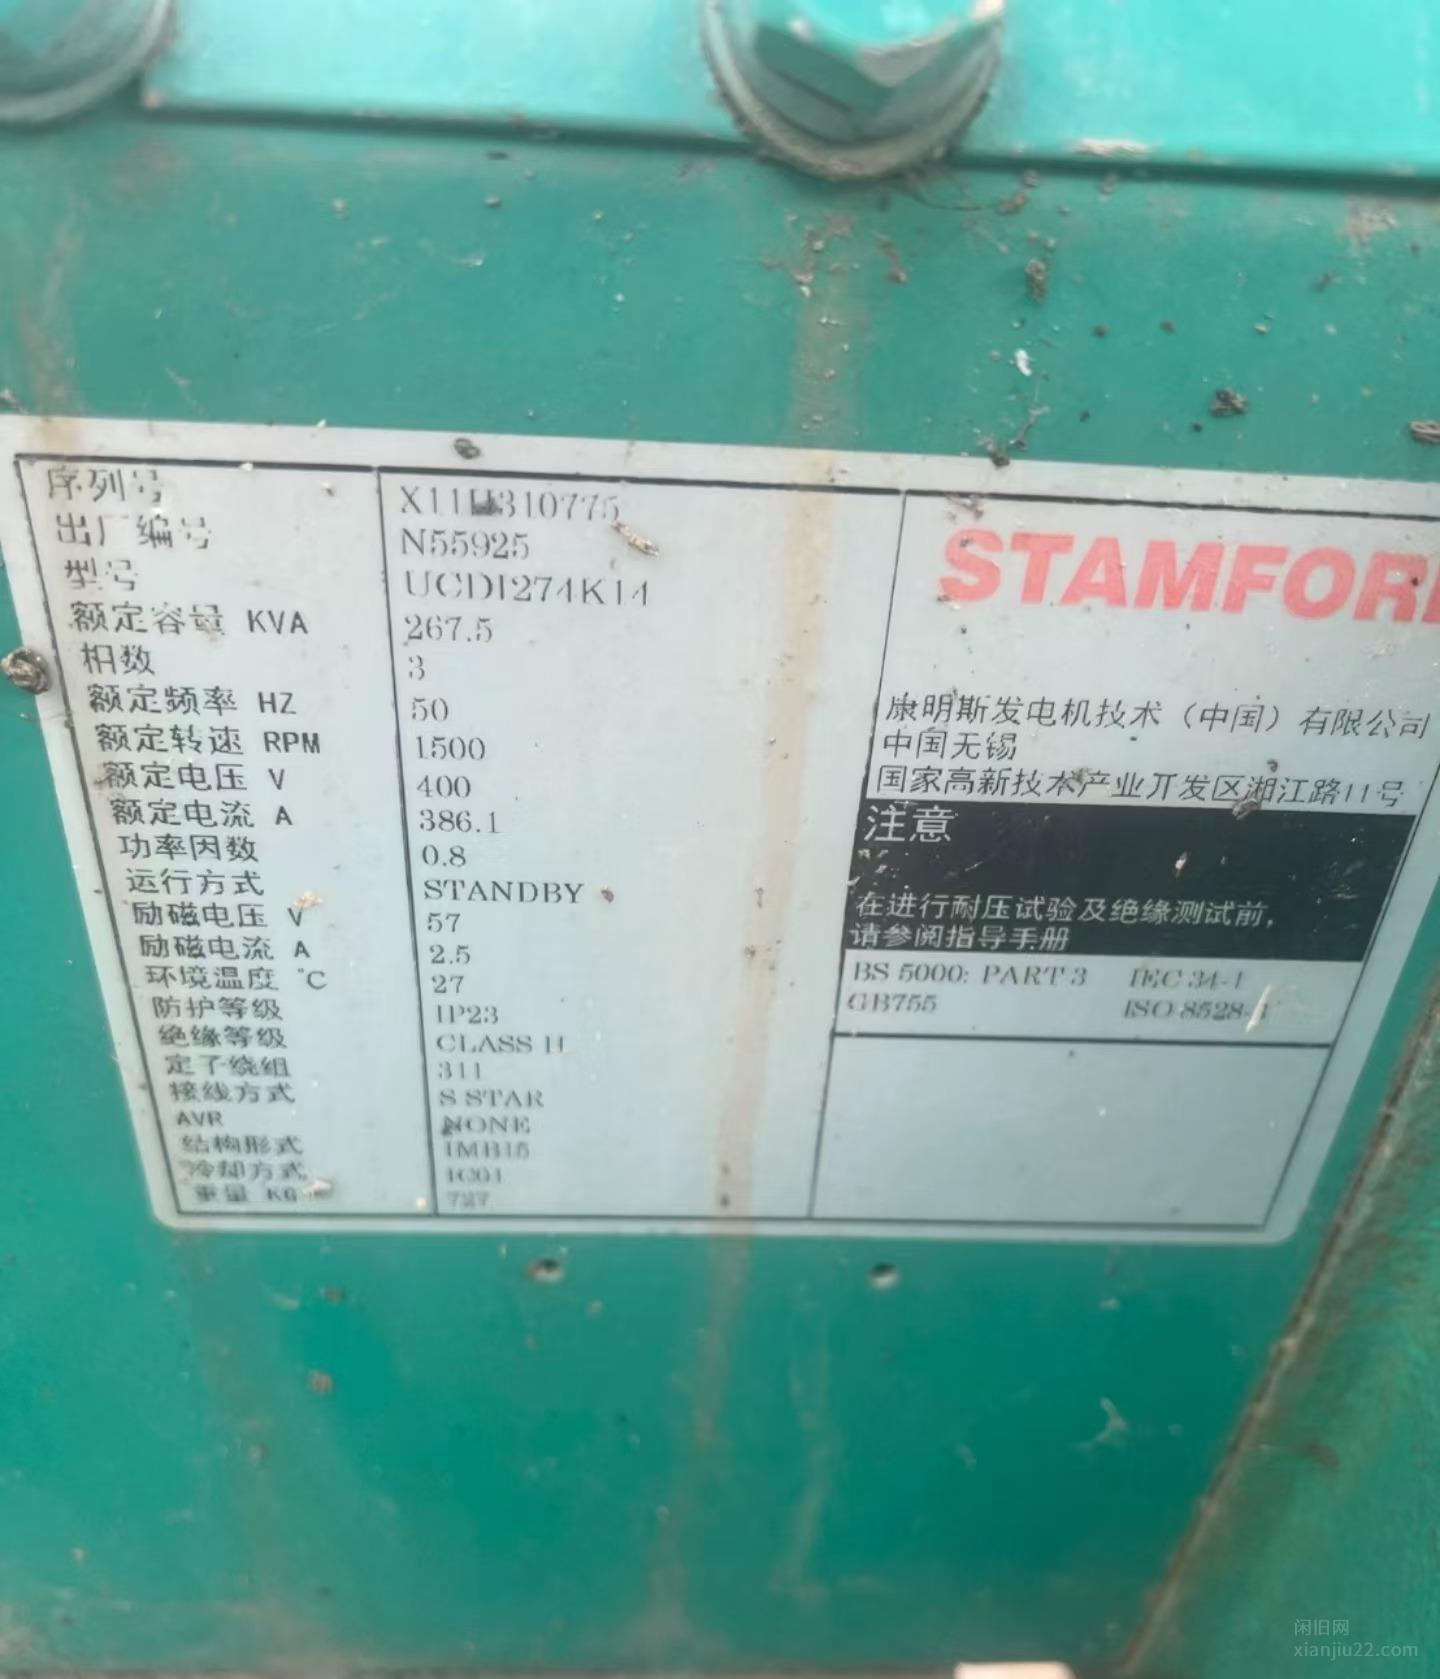 序列号 X11H310775
出厂编号 N55925
型号 UCDI274K14
额定容量 KVA 267.5
相数 3
额定频率 HZ 50
额定转速 RPM 1500
额定电压 V 400
额定电流 A 386.1
功率因数 0.8
运行方式 STANDBY
励磁电压 V 57
励磁电流 A 2.5
环境温度 ℃ 27
防护等级 IP23
绝缘等级 CLASS H
定子绕组 311
接线方式 S STAR
AVR NONE
结构形式 IMB15
冷却方式 IC01
重量 KG 727
STAMFORD
康明斯发电机技术（中国）有限公司
中国无锡
国家高新技术产业开发区湘江路11号
注意
在进行耐压试验及绝缘测试前，
请参阅指导手册
BS 5000: PART 3 IEC 34-1
GB755 ISO 8528-3
闲旧网
xianjiu22.com